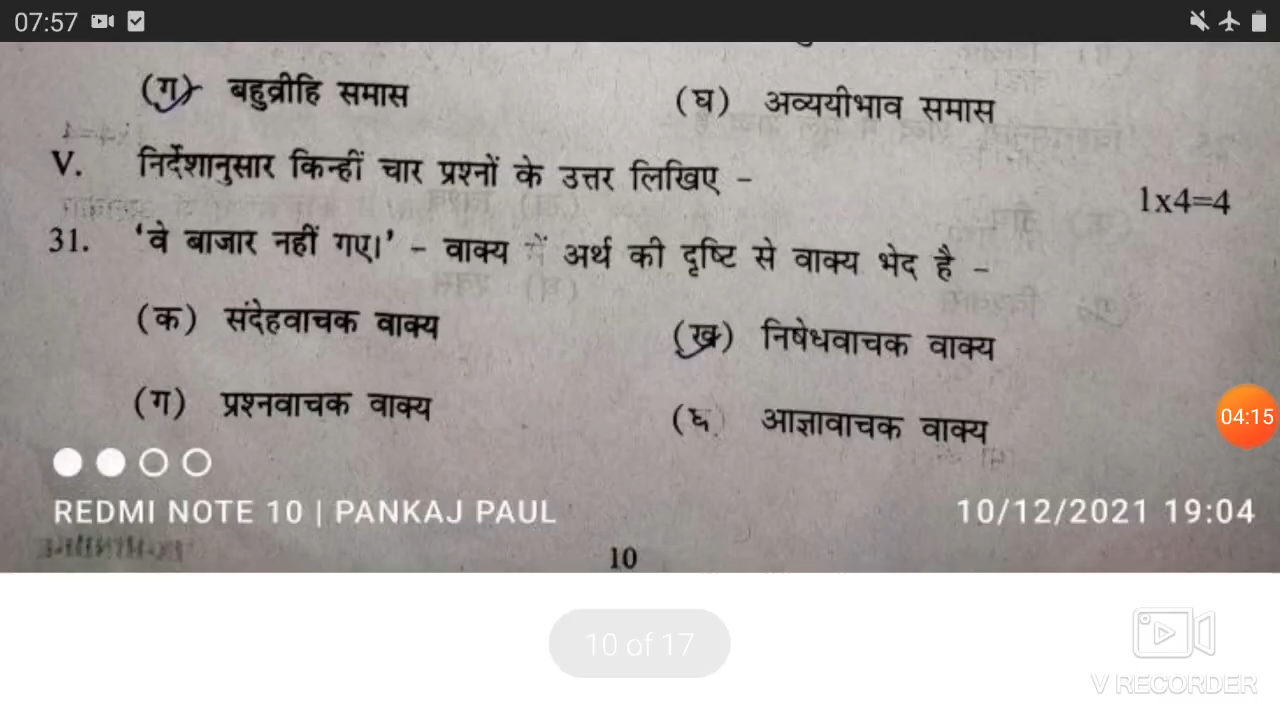 07:57
(ग) बहुव्रीहि समास (घ) अव्ययीभाव समास
V. निर्देशानुसार किन्हीं चार प्रश्नों के उत्तर लिखिए – 1x4=4
31. 'वे बाजार नहीं गए।' – वाक्य में अर्थ की दृष्टि से वाक्य भेद है –
(क) संदेहवाचक वाक्य (ख) निषेधवाचक वाक्य
(ग) प्रश्नवाचक वाक्य (घ) आज्ञावाचक वाक्य
04:15
REDMI NOTE 10 | PANKAJ PAUL 10/12/2021 19:04
10
10 of 17
V RECORDER